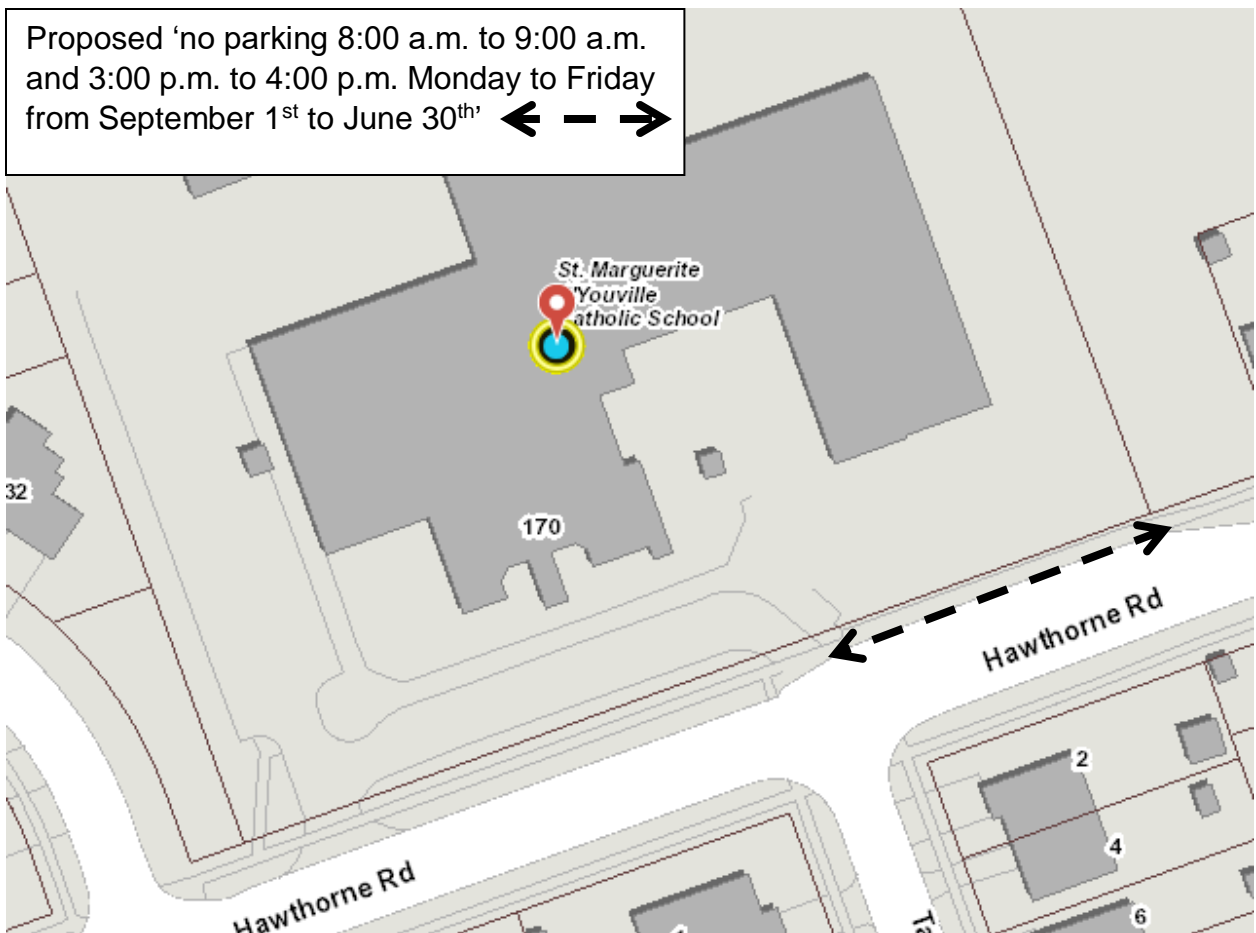 Proposed ‘no parking 8:00 a.m. to 9:00 a.m.
and 3:00 p.m. to 4:00 p.m. Monday to Friday
from September 1st to June 30th’
St. Marguerite
'Youville
atholic School
32
170
Hawthorne Rd
2
4
Hawthorne Rd
6